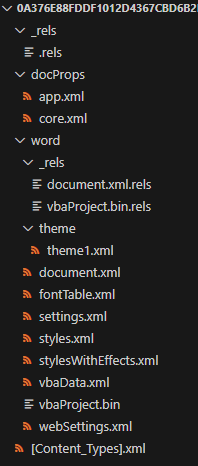 0A376E88FDDF1012D4367CBD6B2
_rels
.rels
docProps
app.xml
core.xml
word
_rels
document.xml.rels
vbaProject.bin.rels
theme
theme1.xml
document.xml
fontTable.xml
settings.xml
styles.xml
stylesWithEffects.xml
vbaData.xml
vbaProject.bin
webSettings.xml
[Content_Types].xml